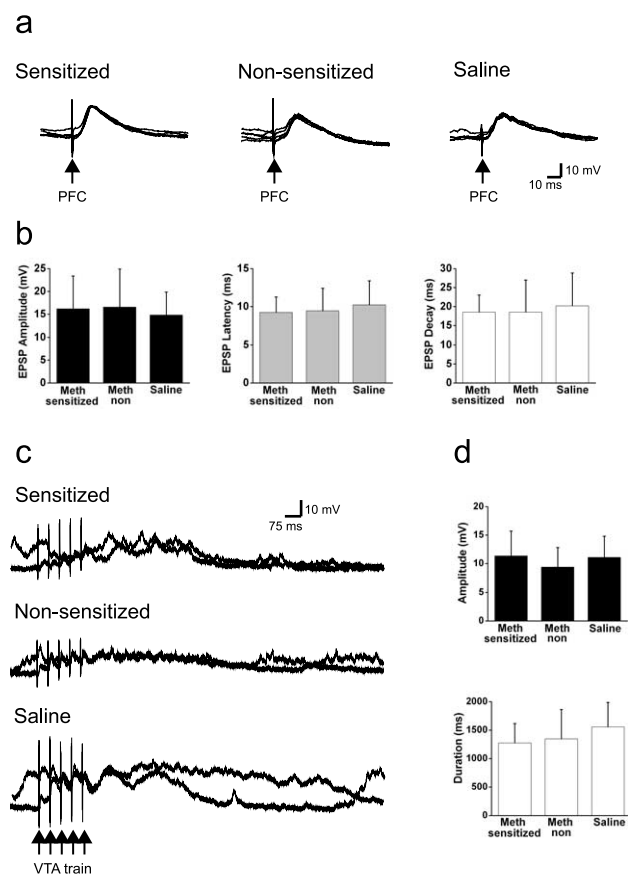 a
Sensitized
Non-sensitized
Saline
PFC
PFC
PFC
10 mV
10 ms
b
EPSP Amplitude (mV)
25
20
15
10
5
0
Meth sensitized
Meth non
Saline
EPSP Latency (ms)
15
10
5
0
Meth sensitized
Meth non
Saline
EPSP Decay (ms)
30
25
20
15
10
5
0
Meth sensitized
Meth non
Saline
c
Sensitized
10 mV
75 ms
Non-sensitized
Saline
VTA train
d
Amplitude (mV)
20
15
10
5
0
Meth sensitized
Meth non
Saline
Duration (ms)
2000
1500
1000
500
0
Meth sensitized
Meth non
Saline